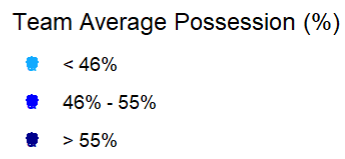 Team Average Possession (%)
< 46%
46% - 55%
> 55%